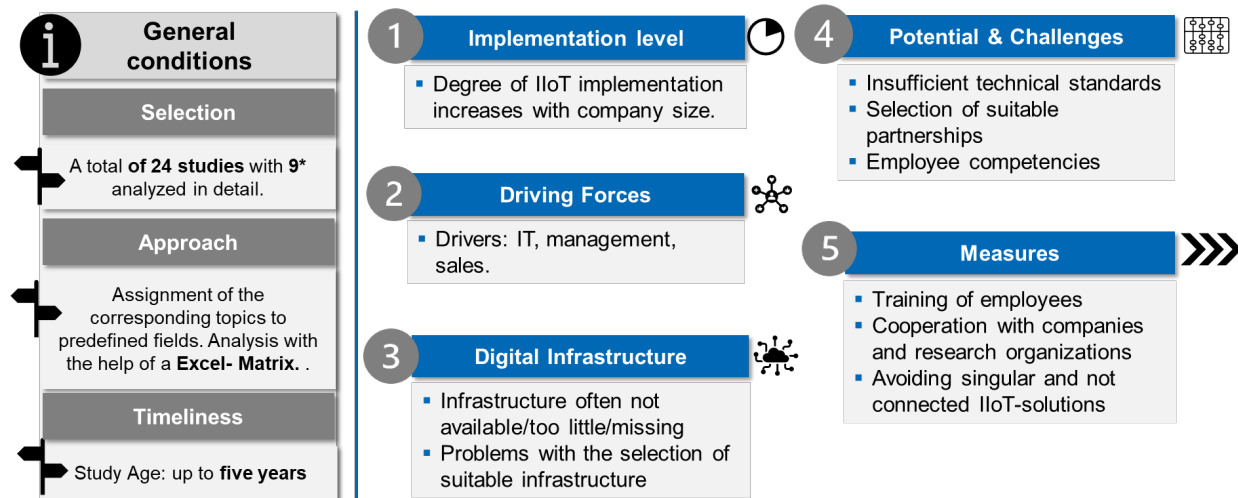 i
General
conditions
Selection
A total of 24 studies with 9*
analyzed in detail.
Approach
Assignment of the
corresponding topics to
predefined fields. Analysis with
the help of a Excel- Matrix. .
Timeliness
Study Age: up to five years
1
Implementation level
▪ Degree of IIoT implementation
increases with company size.
2
Driving Forces
▪ Drivers: IT, management,
sales.
3
Digital Infrastructure
▪ Infrastructure often not
available/too little/missing
▪ Problems with the selection of
suitable infrastructure
4
Potential & Challenges
▪ Insufficient technical standards
▪ Selection of suitable
partnerships
▪ Employee competencies
5
Measures
▪ Training of employees
▪ Cooperation with companies
and research organizations
▪ Avoiding singular and not
connected IIoT-solutions